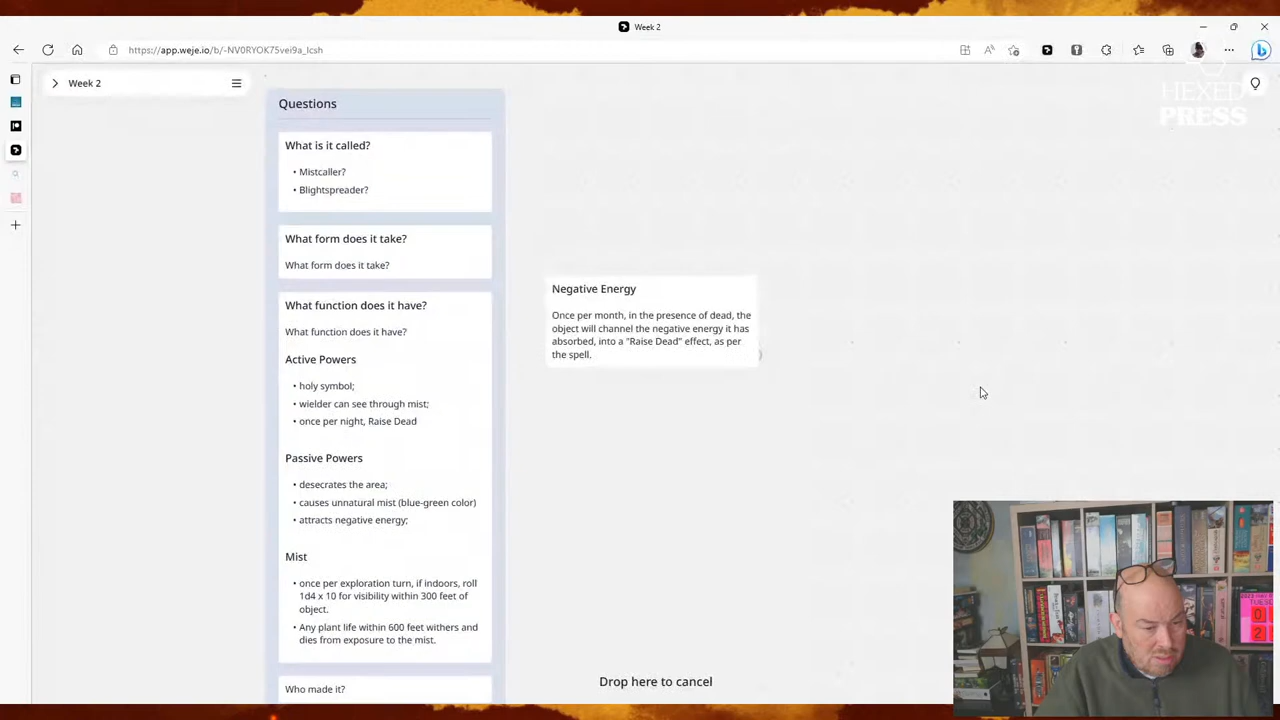 Week 2
https://app.weje.io/b/-NV0RYOK75vei9a_lcsh
Week 2
HEXED
PRESS
Questions
What is it called?
• Mistcaller?
• Blightspreader?
What form does it take?
What form does it take?
What function does it have?
What function does it have?
Active Powers
• holy symbol;
• wielder can see through mist;
• once per night, Raise Dead
Passive Powers
• desecrates the area;
• causes unnatural mist (blue-green color)
• attracts negative energy;
Mist
• once per exploration turn, if indoors, roll
1d4 x 10 for visibility within 300 feet of
object.
• Any plant life within 600 feet withers and
dies from exposure to the mist.
Who made it?
Negative Energy
Once per month, in the presence of dead, the
object will channel the negative energy it has
absorbed, into a "Raise Dead" effect, as per
the spell.
Drop here to cancel